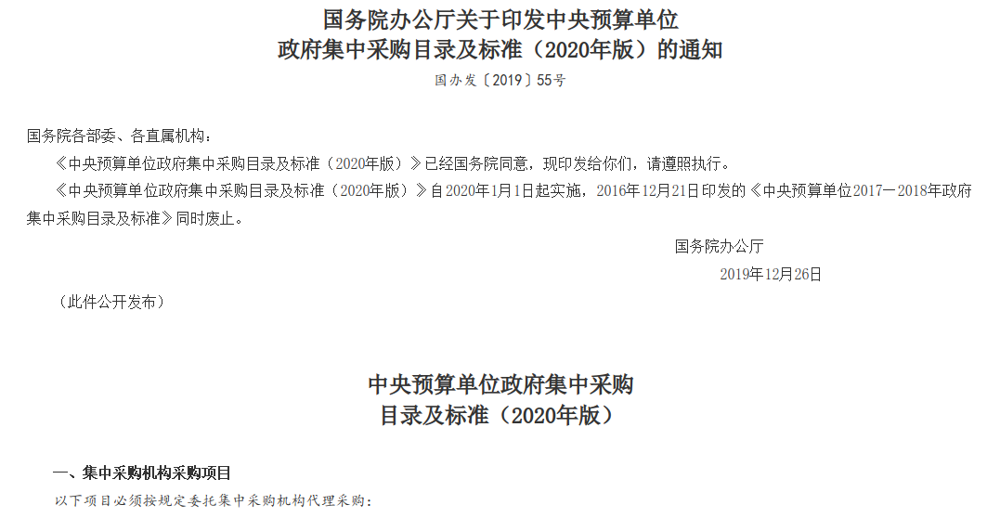 国务院办公厅关于印发中央预算单位
政府集中采购目录及标准（2020年版）的通知
国办发〔2019〕55号
国务院各部委、各直属机构：
《中央预算单位政府集中采购目录及标准（2020年版）》已经国务院同意，现印发给你们，请遵照执行。
《中央预算单位政府集中采购目录及标准（2020年版）》自2020年1月1日起实施，2016年12月21日印发的《中央预算单位2017—2018年政府
集中采购目录及标准》同时废止。
国务院办公厅
2019年12月26日
（此件公开发布）
中央预算单位政府集中采购
目录及标准（2020年版）
一、集中采购机构采购项目
以下项目必须按规定委托集中采购机构代理采购：